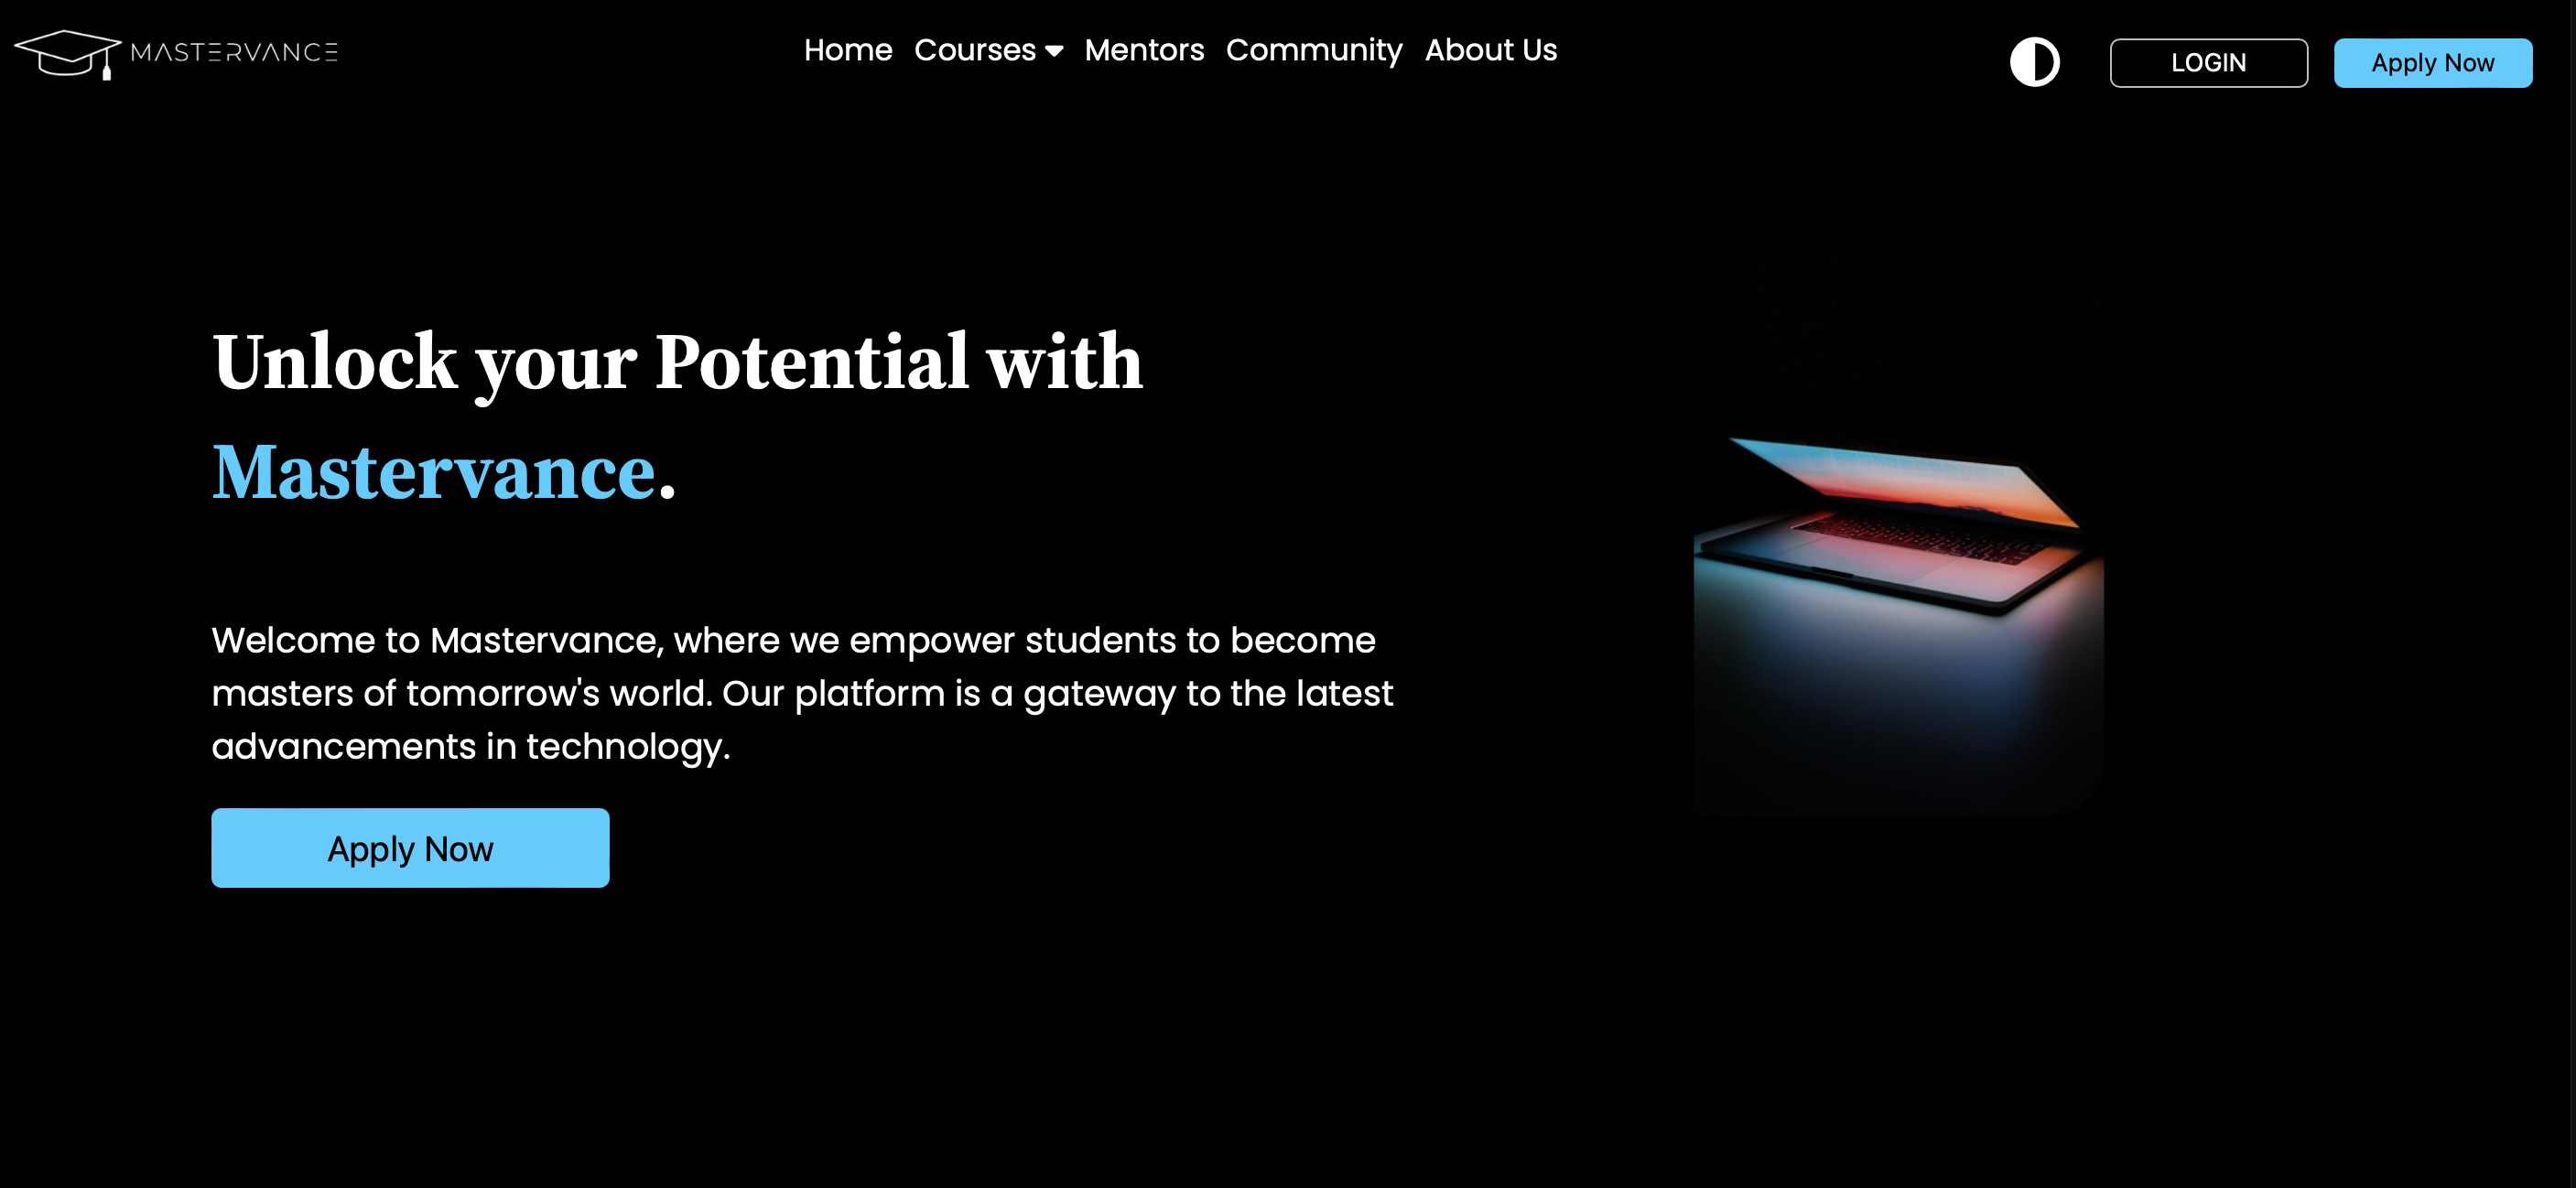 MASTERVANCE
Home Courses Mentors Community About Us
LOGIN
Apply Now
Unlock your Potential with
Mastervance.
Welcome to Mastervance, where we empower students to become
masters of tomorrow's world. Our platform is a gateway to the latest
advancements in technology.
Apply Now